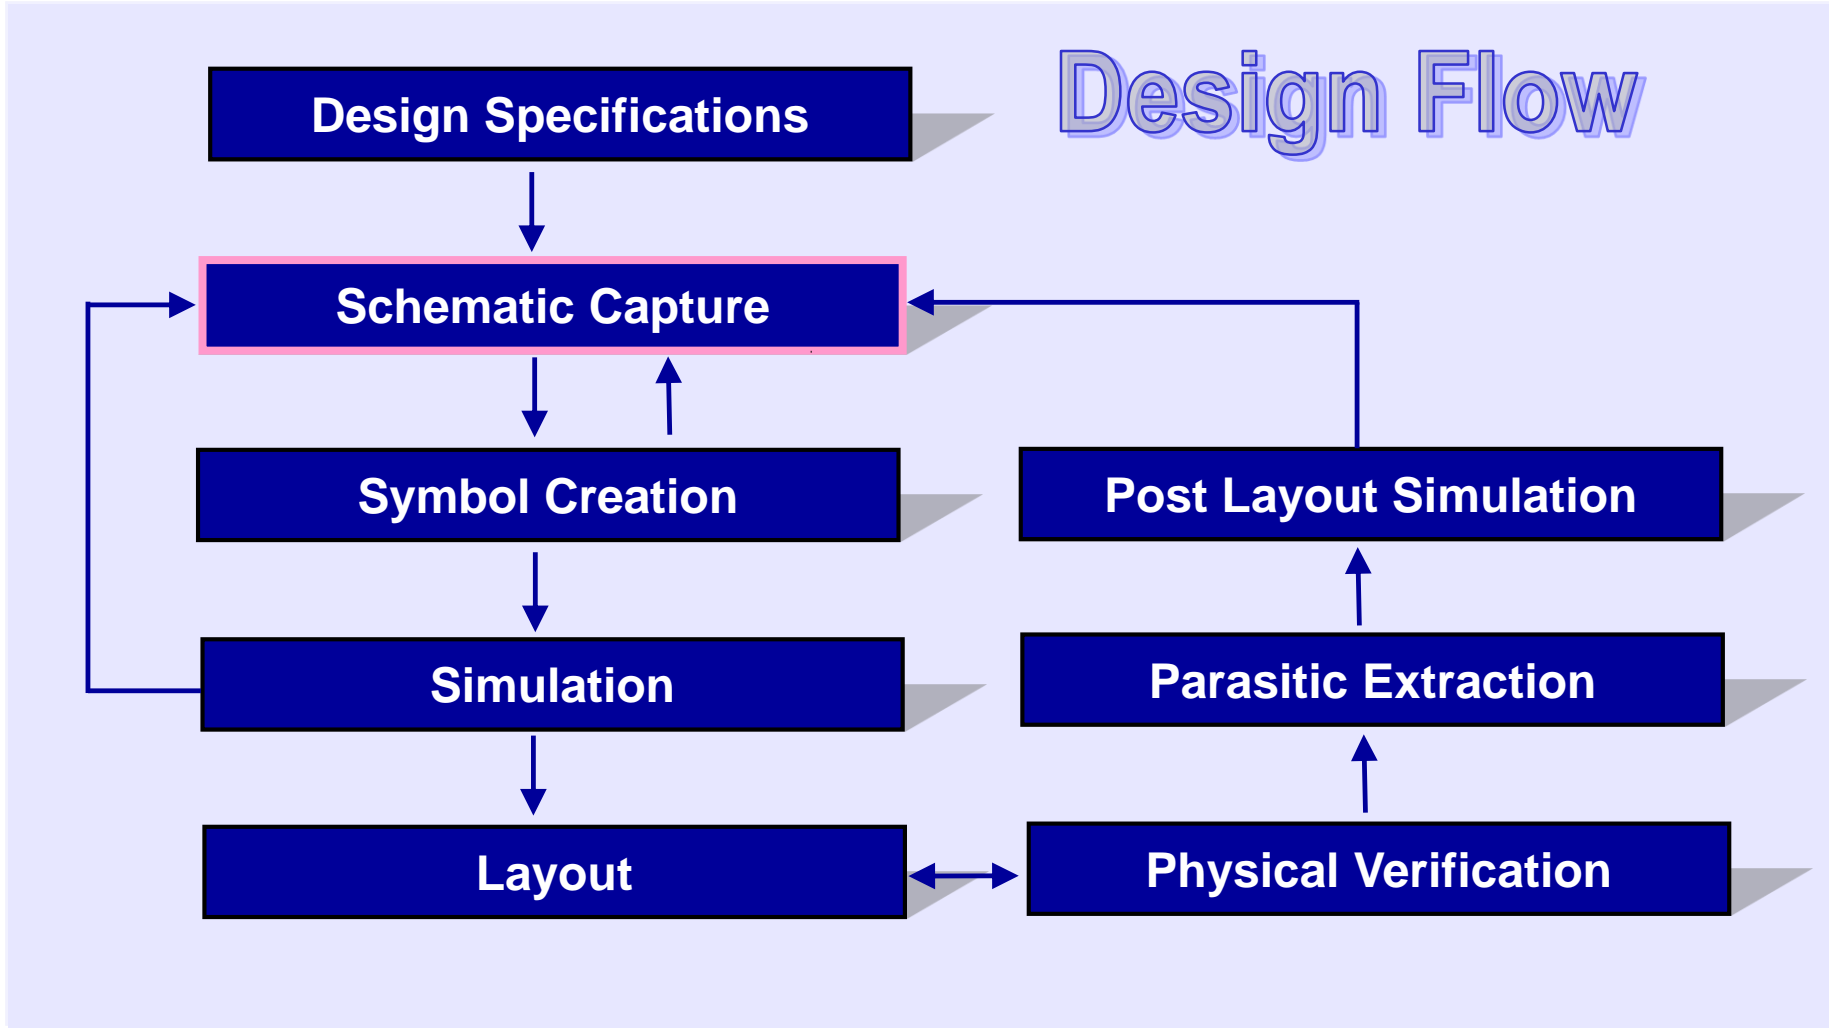 Design Flow
Design Specifications
Schematic Capture
Symbol Creation
Simulation
Layout
Post Layout Simulation
Parasitic Extraction
Physical Verification